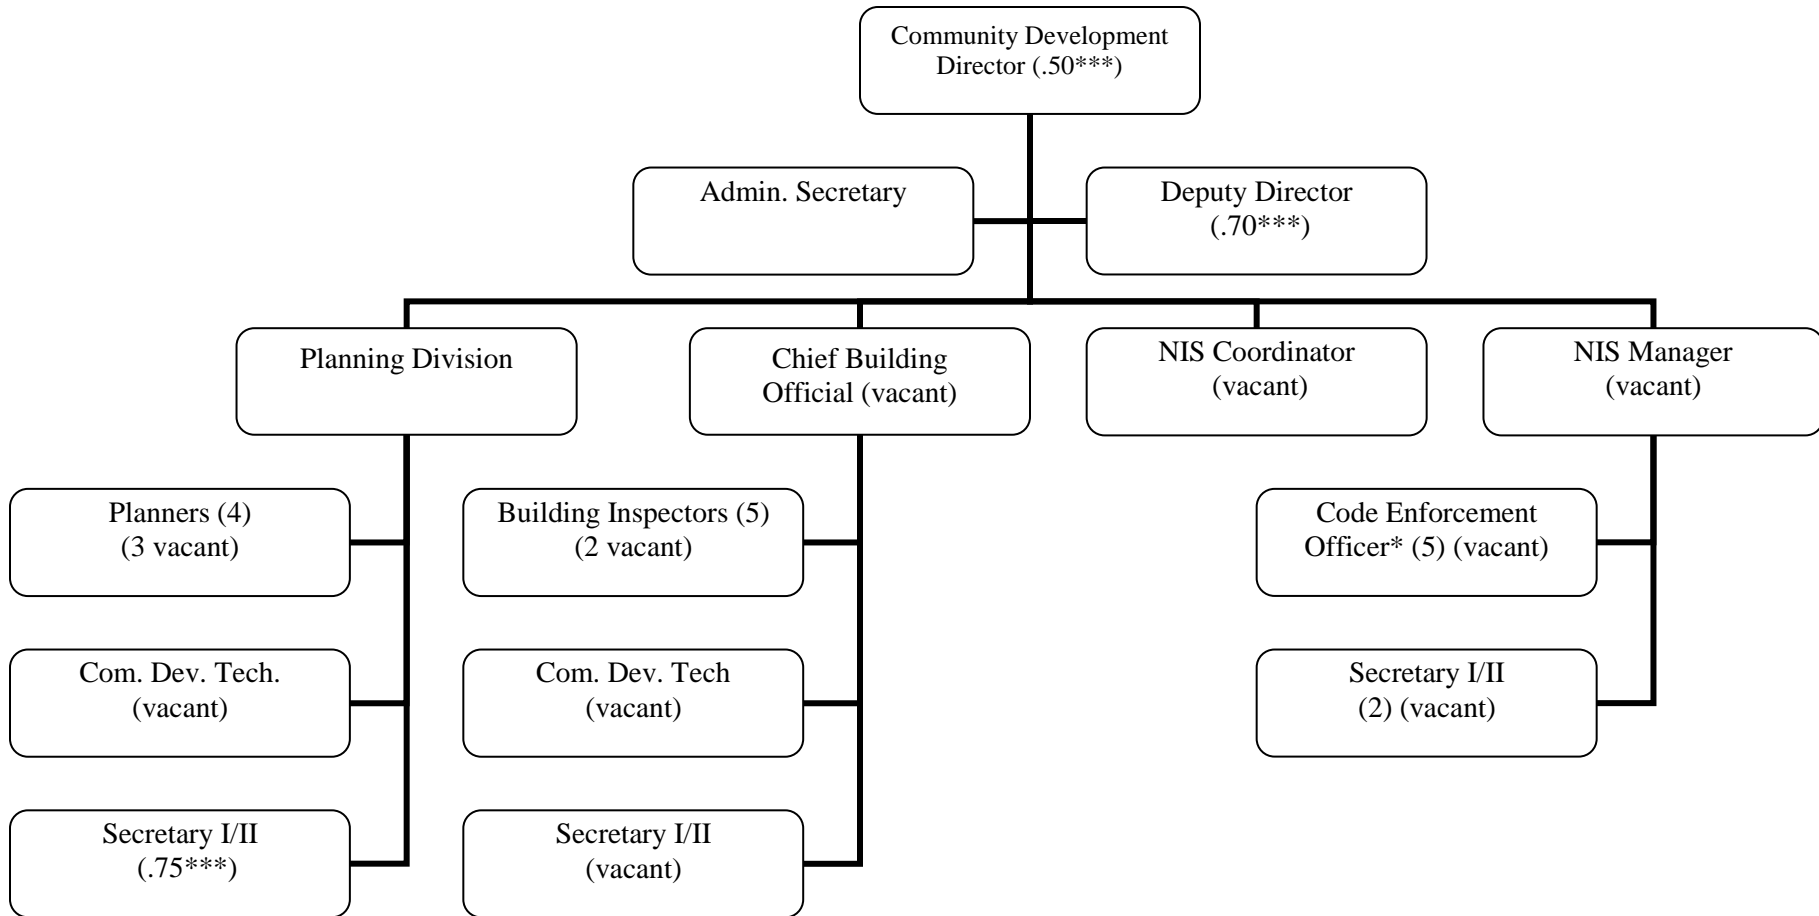 Community Development
Director (.50***)
Admin. Secretary
Deputy Director
(.70***)
Planning Division
Chief Building
Official (vacant)
NIS Coordinator
(vacant)
NIS Manager
(vacant)
Planners (4)
(3 vacant)
Building Inspectors (5)
(2 vacant)
Code Enforcement
Officer* (5) (vacant)
Com. Dev. Tech.
(vacant)
Com. Dev. Tech
(vacant)
Secretary I/II
(2) (vacant)
Secretary I/II
(.75***)
Secretary I/II
(vacant)